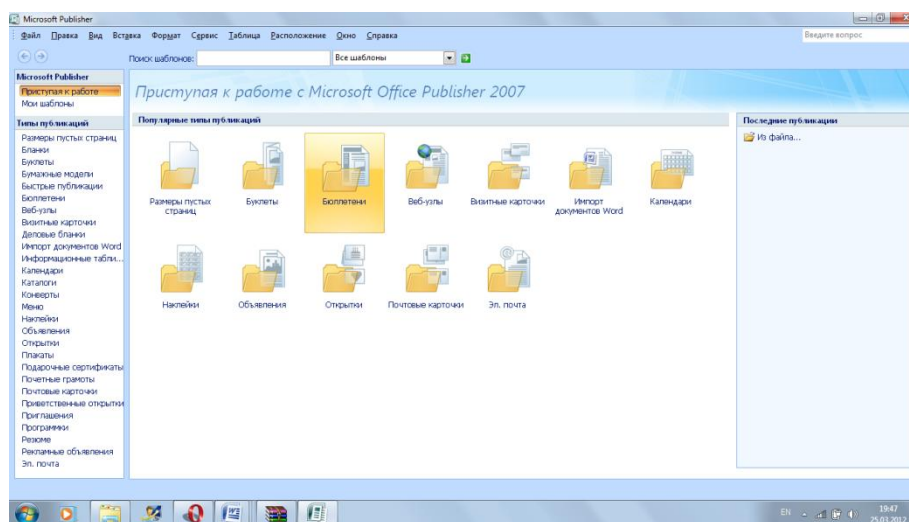 Microsoft Publisher
Файл Правка Вид Вставка Формат Сервис Таблица Расположение Окно Справка
Введите вопрос
Поиск шаблонов:
Все шаблоны
Microsoft Publisher
Приступая к работе
Мои шаблоны
Типы публикаций
Размеры пустых страниц
Бланки
Буклеты
Бумажные модели
Быстрые публикации
Бюллетени
Веб-узлы
Визитные карточки
Деловые бланки
Импорт документов Word
Информационные табли...
Календари
Каталоги
Конверты
Меню
Наклейки
Объявления
Открытки
Плакаты
Подарочные сертификаты
Почетные грамоты
Почтовые карточки
Приветственные открытки
Приглашения
Программки
Резюме
Рекламные объявления
Эл. почта
Приступая к работе с Microsoft Office Publisher 2007
Популярные типы публикаций
Размеры пустых
страниц
Буклеты
Бюллетени
Веб-узлы
Визитные карточки
Импорт
документов Word
Календари
Наклейки
Объявления
Открытки
Почтовые карточки
Эл. почта
Последние публикации
Из файла...
EN
19:47
25.03.2012